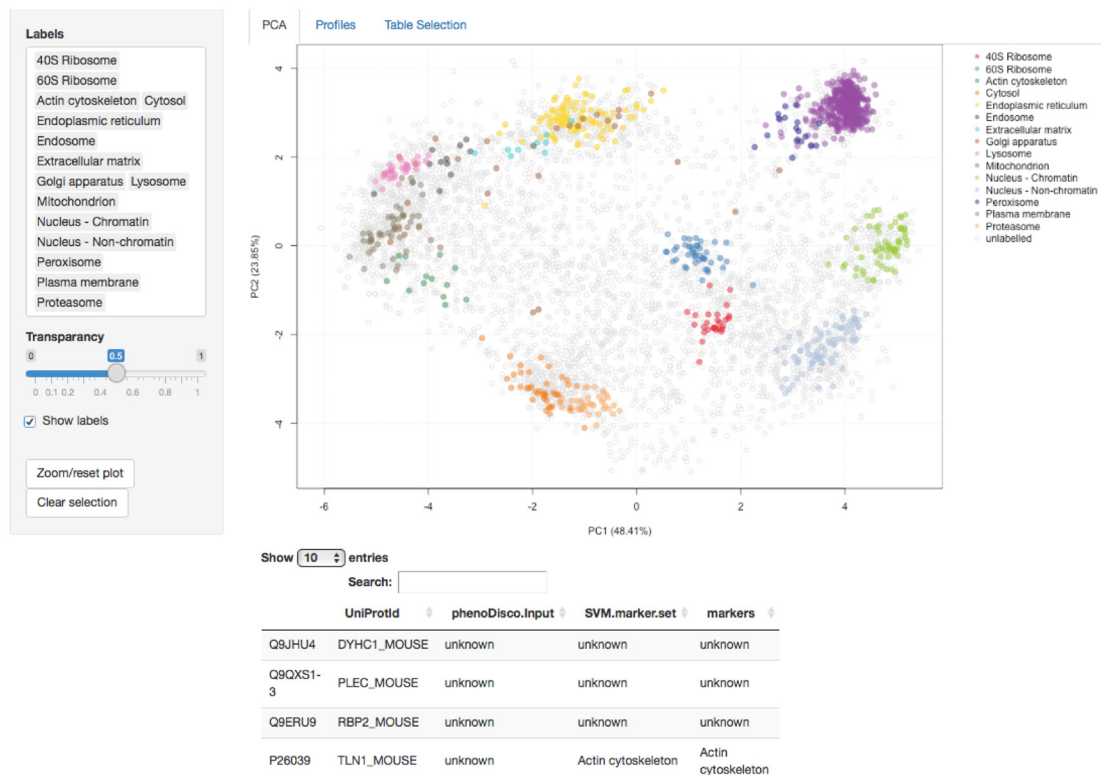 Labels
40S Ribosome
60S Ribosome
Actin cytoskeleton Cytosol
Endoplasmic reticulum
Endosome
Extracellular matrix
Golgi apparatus Lysosome
Mitochondrion
Nucleus - Chromatin
Nucleus - Non-chromatin
Peroxisome
Plasma membrane
Proteasome
Transparancy
0 0.5 1
0 0.1 0.2 0.4 0.6 0.8 1
Show labels
Zoom/reset plot
Clear selection
PCA Profiles Table Selection
4
2
0
-2
-4
PC2 (23.85%)
-6 -4 -2 0 2 4
PC1 (48.41%)
40S Ribosome
60S Ribosome
Actin cytoskeleton
Cytosol
Endoplasmic reticulum
Endosome
Extracellular matrix
Golgi apparatus
Lysosome
Mitochondrion
Nucleus - Chromatin
Nucleus - Non-chromatin
Peroxisome
Plasma membrane
Proteasome
unlabelled
Show 10 entries
Search:
UniProtId phenoDisco.Input SVM.marker.set markers
Q9JHU4 DYHC1_MOUSE unknown unknown unknown
Q9QXS1-
3 PLEC_MOUSE unknown unknown unknown
Q9ERU9 RBP2_MOUSE unknown unknown unknown
P26039 TLN1_MOUSE unknown Actin cytoskeleton Actin
cytoskeleton